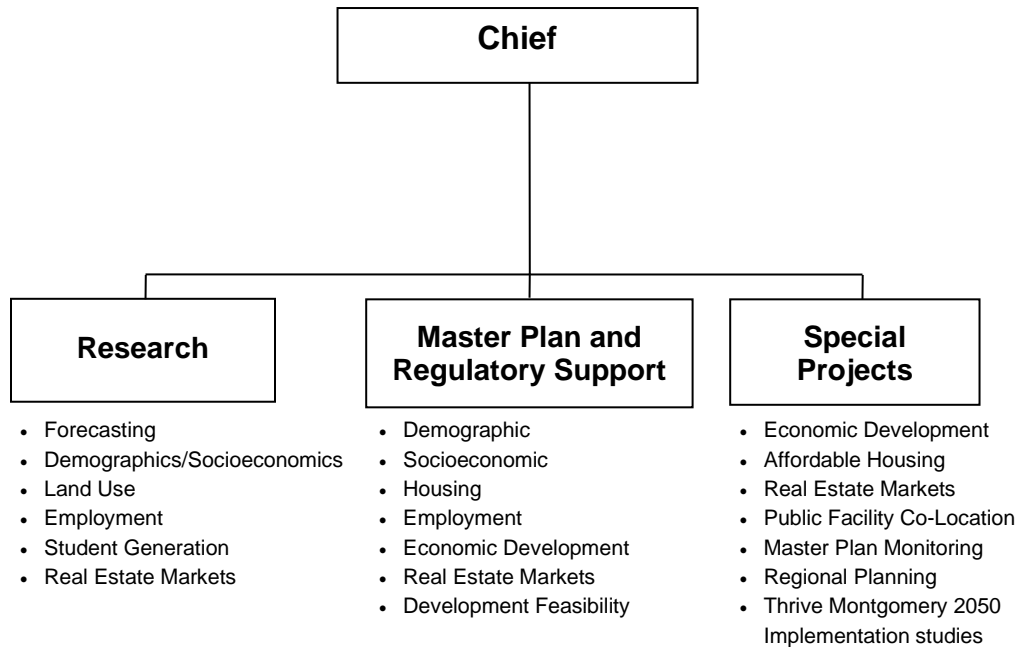 Chief
Research
Master Plan and
Regulatory Support
Special
Projects
• Forecasting
• Demographics/Socioeconomics
• Land Use
• Employment
• Student Generation
• Real Estate Markets
• Demographic
• Socioeconomic
• Housing
• Employment
• Economic Development
• Real Estate Markets
• Development Feasibility
• Economic Development
• Affordable Housing
• Real Estate Markets
• Public Facility Co-Location
• Master Plan Monitoring
• Regional Planning
• Thrive Montgomery 2050
Implementation studies